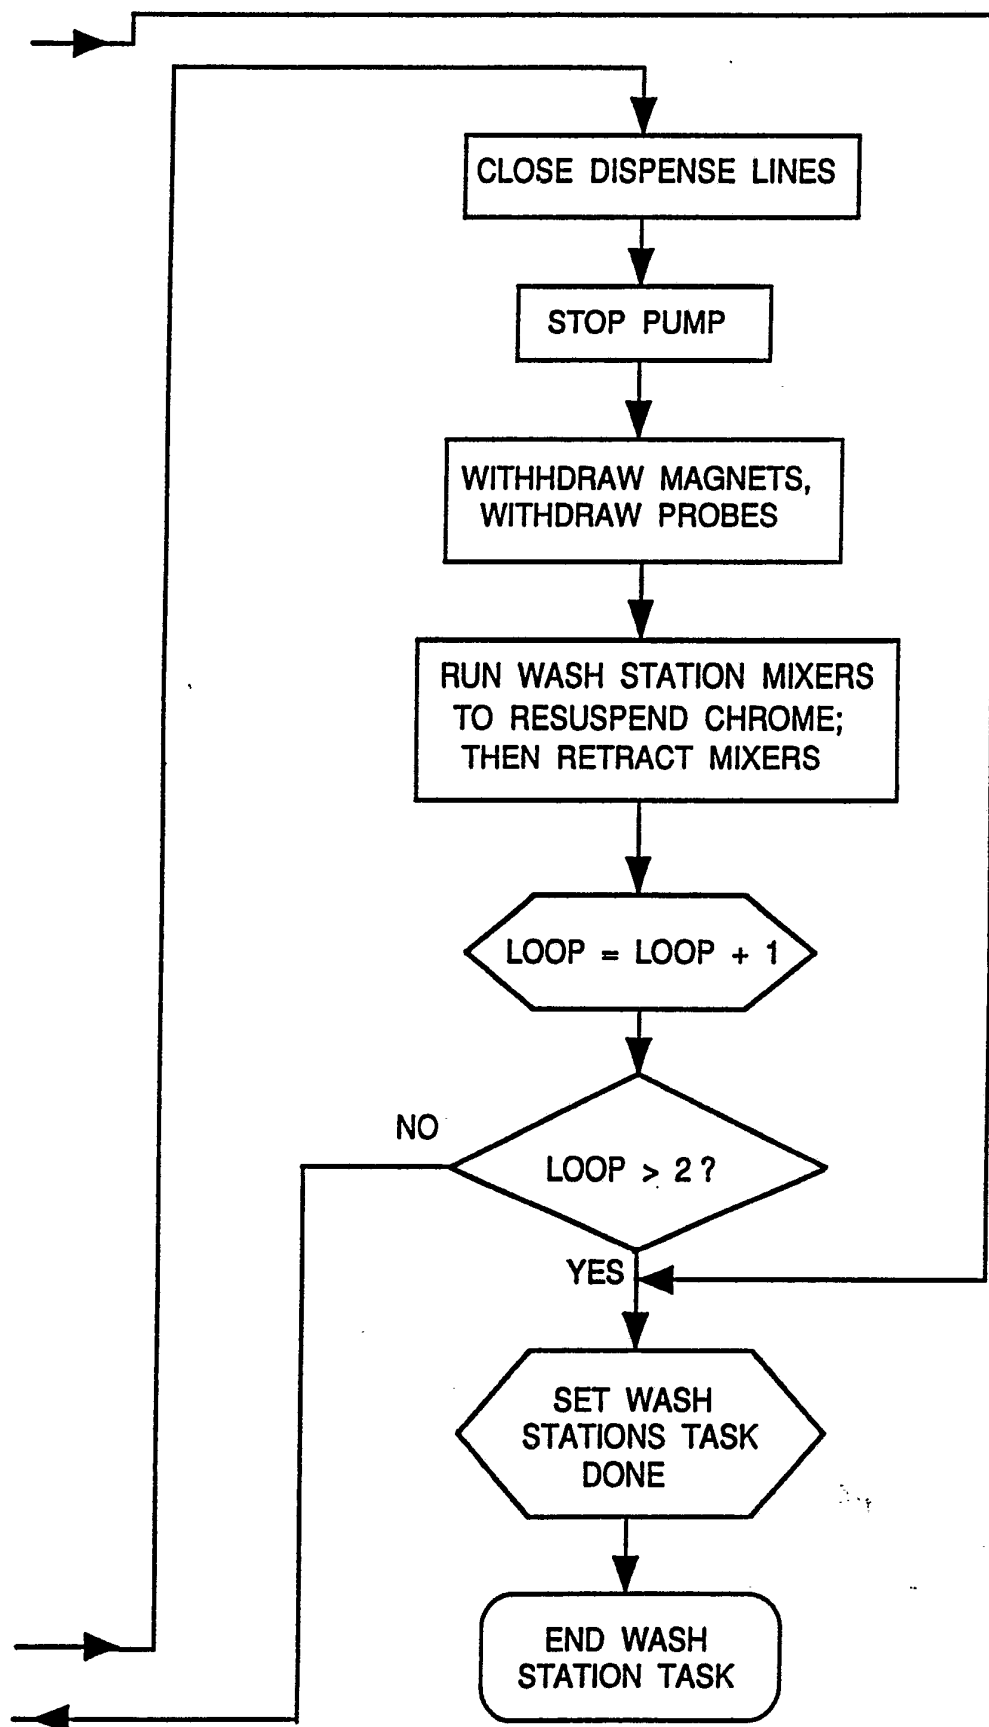 CLOSE DISPENSE LINES
STOP PUMP
WITHHDRAW MAGNETS,
WITHDRAW PROBES
RUN WASH STATION MIXERS
TO RESUSPEND CHROME;
THEN RETRACT MIXERS
LOOP = LOOP + 1
NO
LOOP > 2 ?
YES
SET WASH
STATIONS TASK
DONE
END WASH
STATION TASK